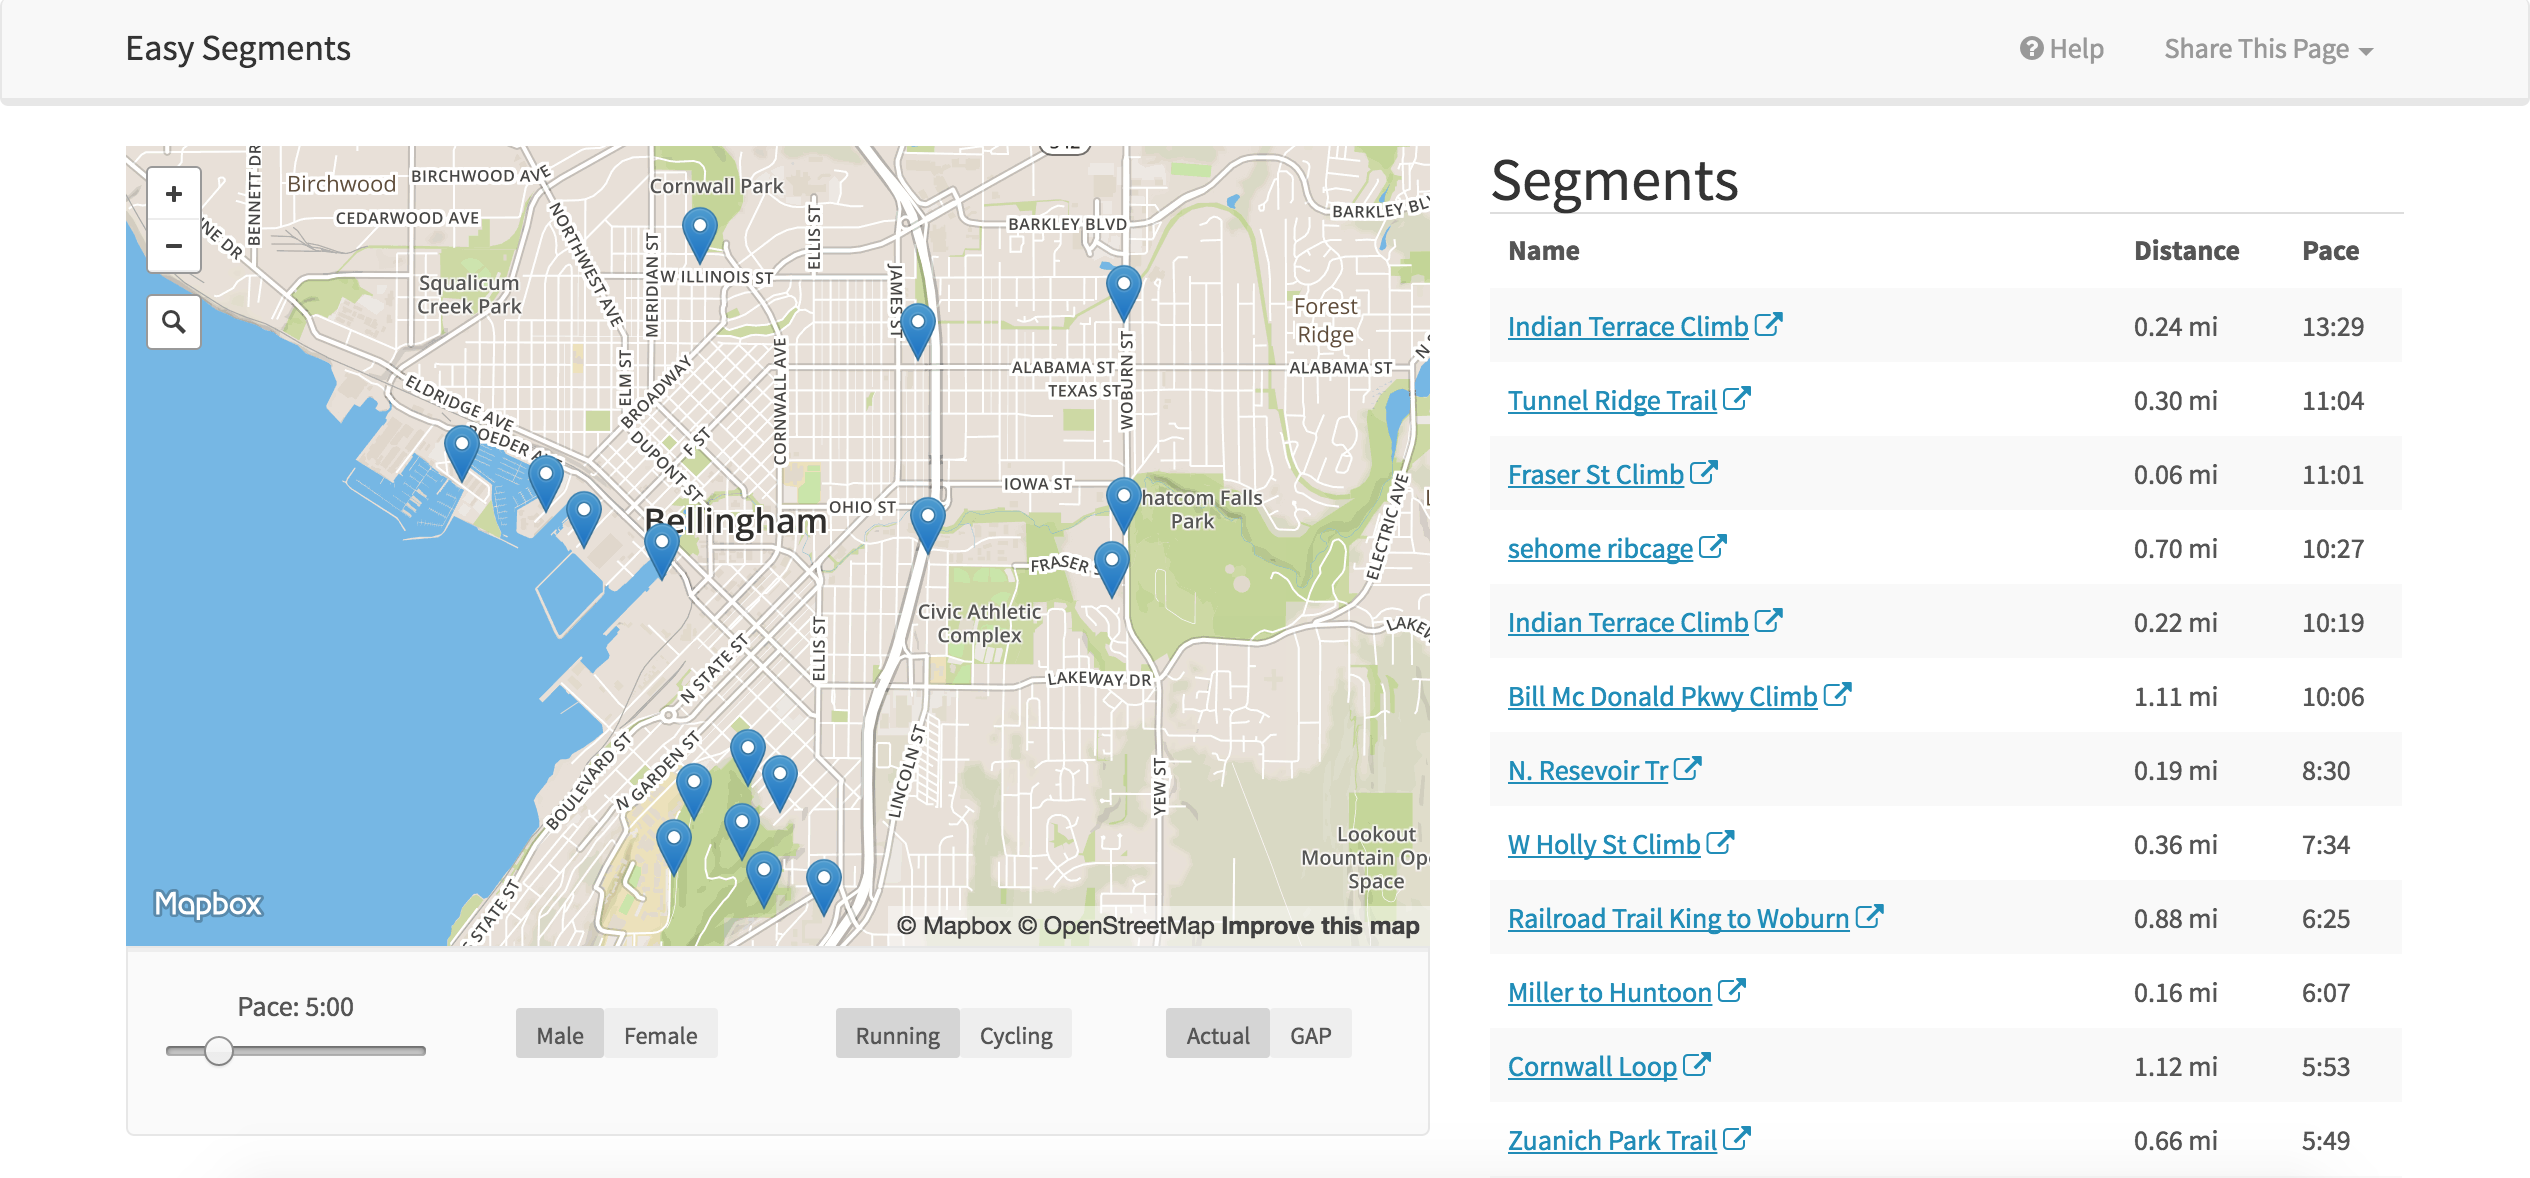 Easy Segments
Help
Share This Page
Birchwood
BIRCHWOOD AVE
BENNETT DR
CEDARWOOD AVE
NORTHWEST AVE
Cornwall Park
MERIDIAN ST
W ILLINOIS ST
ELLIS ST
JAMES ST
BARKLEY BLVD
Squalicum
Creek Park
ELM ST
BROADWAY
CORNWALL AVE
ALABAMA ST
TEXAS ST
WOBURN ST
Forest
Ridge
ALABAMA ST
ELDRIDGE AVE
ROEDER
DUPONT ST
F ST
Bellingham
OHIO ST
IOWA ST
hatcom Falls
Park
ELECTRIC AVE
FRASER
Civic Athletic
Complex
ELLIS ST
N STATE ST
LAKEWAY DR
BOULEVARD ST
N GARDEN ST
LINCOLN ST
YEW ST
Lookout
Mountain Op
Space
STATE ST
Mapbox
© Mapbox © OpenStreetMap Improve this map
Pace: 5:00
Male
Female
Running
Cycling
Actual
GAP
Segments
Name Distance Pace
Indian Terrace Climb 0.24 mi 13:29
Tunnel Ridge Trail 0.30 mi 11:04
Fraser St Climb 0.06 mi 11:01
sehome ribcage 0.70 mi 10:27
Indian Terrace Climb 0.22 mi 10:19
Bill Mc Donald Pkwy Climb 1.11 mi 10:06
N. Resevoir Tr 0.19 mi 8:30
W Holly St Climb 0.36 mi 7:34
Railroad Trail King to Woburn 0.88 mi 6:25
Miller to Huntoon 0.16 mi 6:07
Cornwall Loop 1.12 mi 5:53
Zuanich Park Trail 0.66 mi 5:49